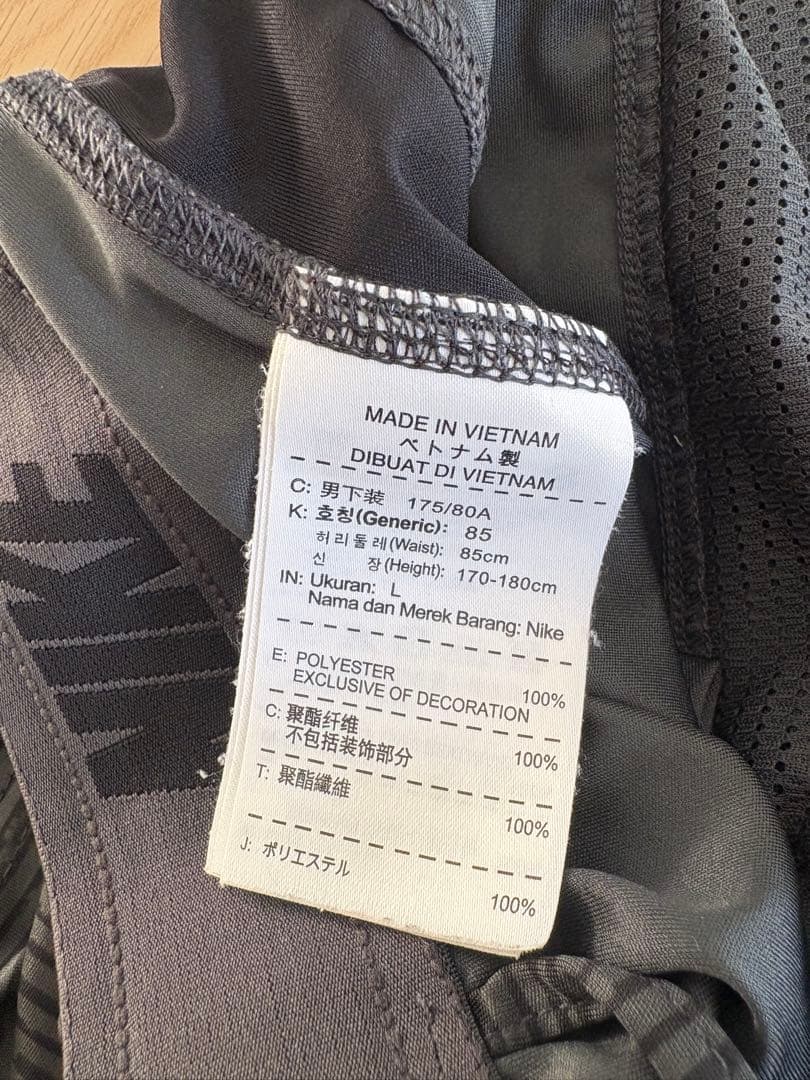 MADE IN VIETNAM
ベトナム製
DIBUAT DI VIETNAM
C: 男下装 175/80A
K: 호칭(Generic): 85
허리둘레(Waist): 85cm
신 장(Height): 170-180cm
IN: Ukuran: L
Nama dan Merek Barang: Nike
E: POLYESTER 100%
EXCLUSIVE OF DECORATION
C: 聚酯纤维 100%
不包括装饰部分
T: 聚酯纖維 100%
J: ポリエステル 100%
NIKE